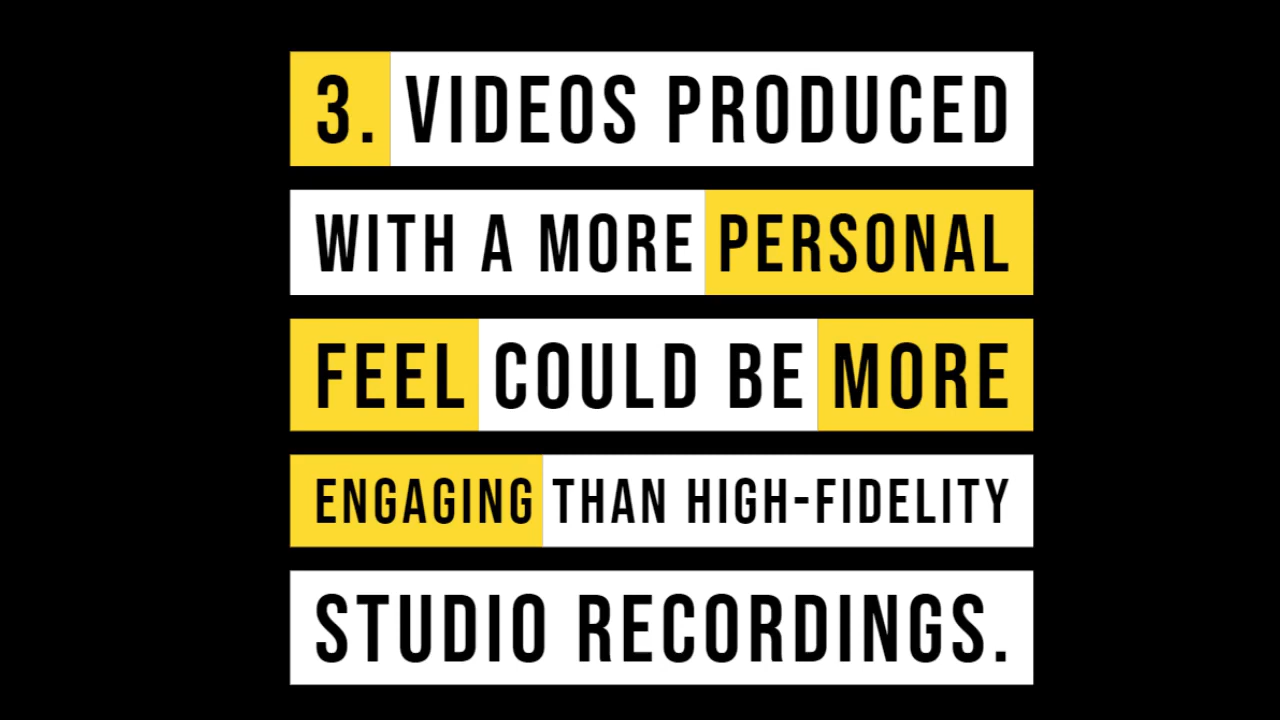 3. VIDEOS PRODUCED
WITH A MORE PERSONAL
FEEL COULD BE MORE
ENGAGING THAN HIGH-FIDELITY
STUDIO RECORDINGS.